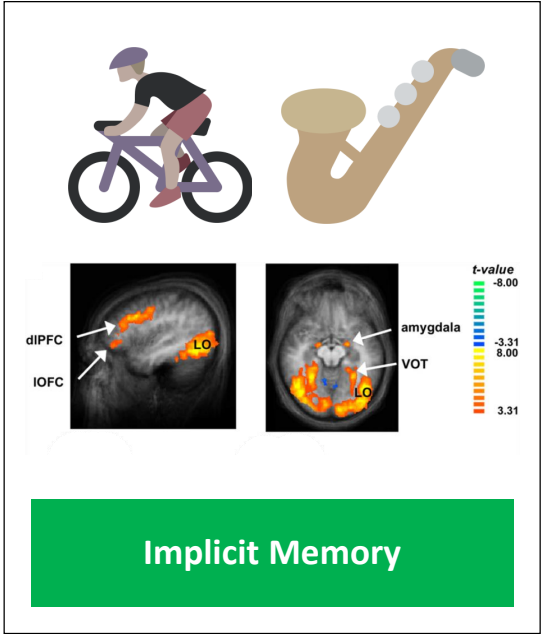 t-value
-8.00
-3.31
8.00
3.31
dlPFC
lOFC
LO
amygdala
VOT
LO
Implicit Memory